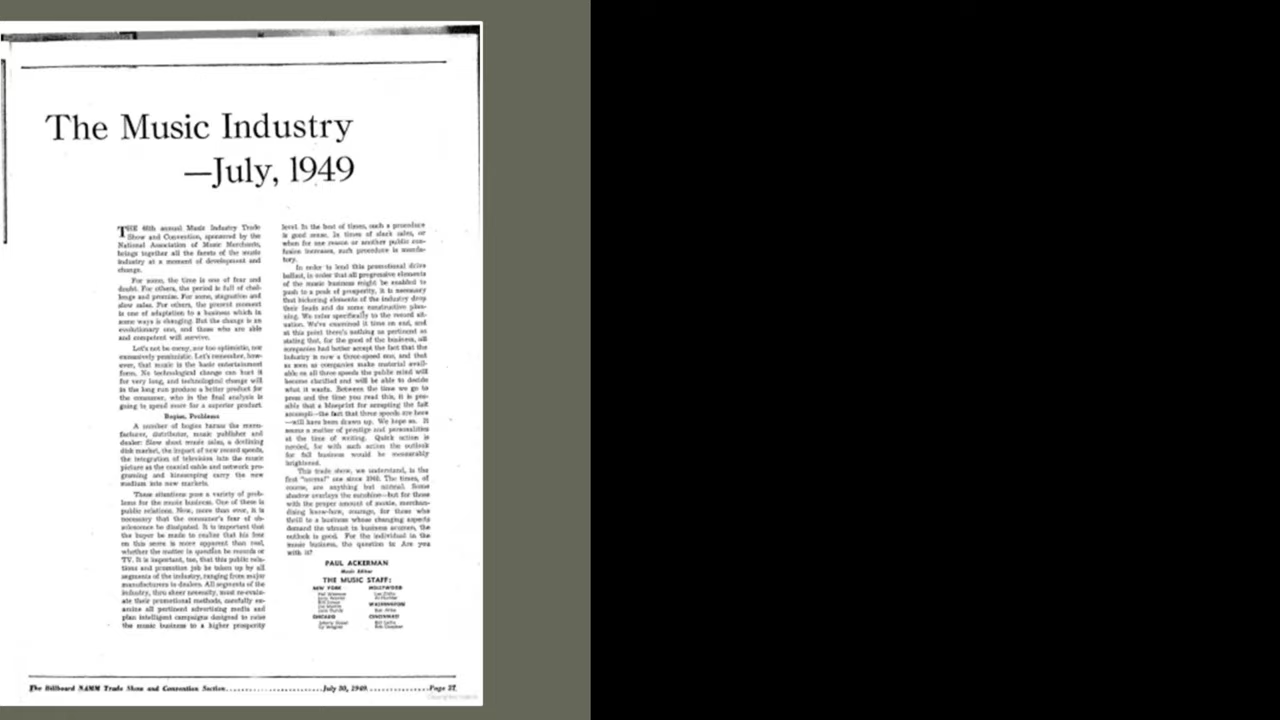 The Music Industry
—July, 1949
THE 48th annual Music Industry Trade
Show and Convention, sponsored by the
National Association of Music Merchants,
brings together all the facets of the music
industry at a moment of development and
change.
For some, the time is one of fear and
doubt. For others, the period is full of chal-
lenge and promise. For some, stagnation and
slow sales. For others, the present moment
is one of adaptation to a business which in
some ways is changing. But the change is an
evolutionary one, and those who are able
and competent will survive.
Let's not be smug, nor too optimistic, nor
excessively pessimistic. Let's remember, how-
ever, that music is the basic entertainment
form. No technological change can hurt it
for very long, and technological change will
in the long run produce a better product for
the consumer, who in the final analysis is
going to spend more for a superior product.
Bogies, Problems
A number of bogies harass the manu-
facturer, distributor, music publisher and
dealer: Slow sheet music sales, a declining
disk market, the impact of new record speeds,
the integration of television into the music
picture as the coaxial cable and network pro-
graming and kinescoping carry the new
medium into new markets.
These situations pose a variety of prob-
lems for the music business. One of them is
public relations. Now, more than ever, it is
necessary that the consumer's fear of ob-
solescence be dissipated. It is important that
the buyer be made to realize that his fear
on this score is more apparent than real,
whether the matter in question be records or
TV. It is important, too, that this public rela-
tions and promotion job be taken up by all
segments of the industry, ranging from major
manufacturers to dealers. All segments of the
industry, thru sheer necessity, must re-evalu-
ate their promotional methods, carefully ex-
amine all pertinent advertising media and
plan intelligent campaigns designed to raise
the music business to a higher prosperity
level. In the best of times, such a procedure
is good sense. In times of slack sales, or
when for one reason or another public con-
fusion increases, such procedure is manda-
tory.
In order to lend this promotional drive
ballast, in order that all progressive elements
of the music business might be enabled to
push to a peak of prosperity, it is necessary
that bickering elements of the industry drop
their feuds and do some constructive plan-
ning. We refer specifically to the record sit-
uation. We've examined it time on end, and
at this point there's nothing as pertinent as
stating that, for the good of the business, all
companies had better accept the fact that the
industry is now a three-speed one, and that
as soon as companies make material avail-
able on all three speeds the public mind will
become clarified and will be able to decide
what it wants. Between the time we go to
press and the time you read this, it is pos-
sible that a blueprint for accepting the fait
accompli—the fact that three speeds are here
—will have been drawn up. We hope so. It
seems a matter of prestige and personalities
at the time of writing. Quick action is
needed, for with such action the outlook
for fall business would be measurably
brightened.
This trade show, we understand, is the
first "normal" one since 1942. The times, of
course, are anything but normal. Some
shadow overlays the sunshine—but for those
with the proper amount of moxie, merchan-
dising know-how, courage, for those who
thrill to a business whose changing aspects
demand the utmost in business acumen, the
outlook is good. For the individual in the
music business, the question is: Are you
with it?
PAUL ACKERMAN
Music Editor
THE MUSIC STAFF:
NEW YORK
HOLLYWOOD
WASHINGTON
CHICAGO
CINCINNATI
The Billboard NAMM Trade Show and Convention Section July 30, 1949 Page 27